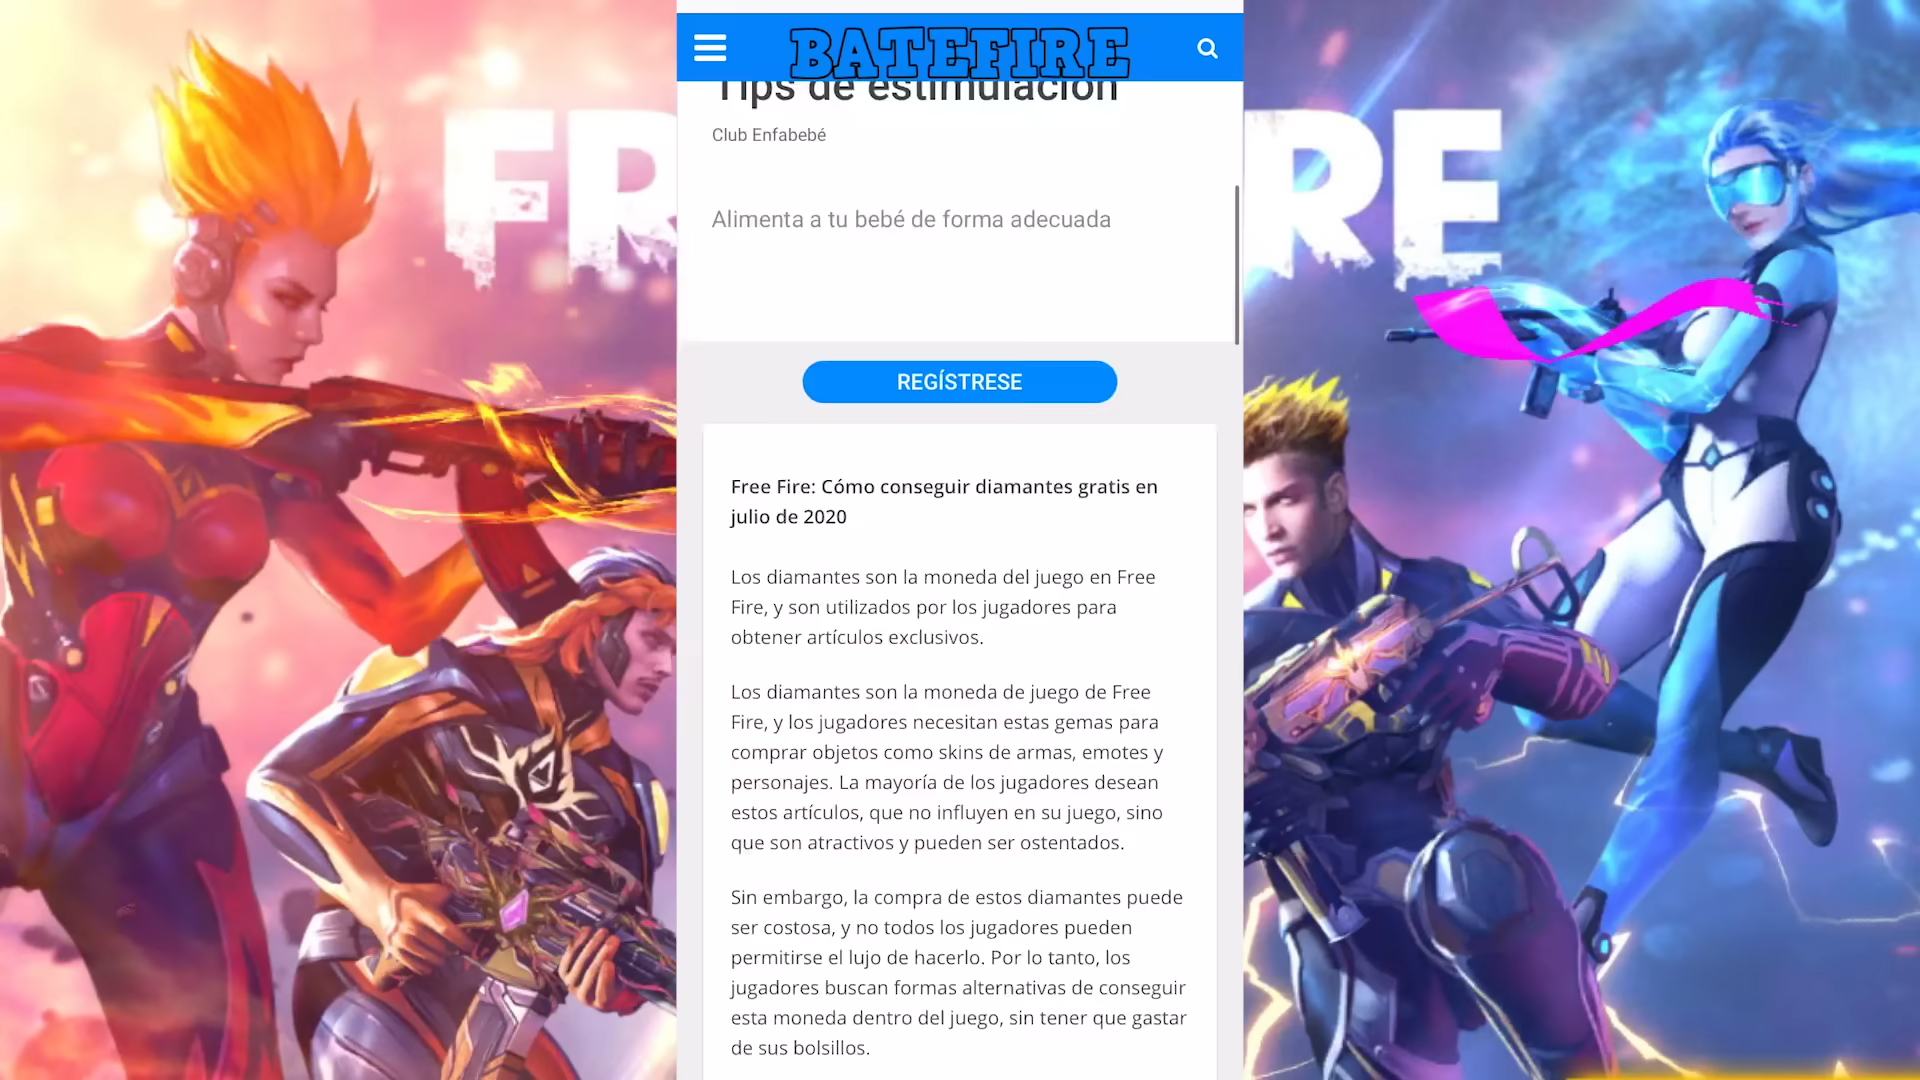 BATEFIRE
Tips de estimulación
Club Enfabebé
Alimenta a tu bebé de forma adecuada
FR
RE
REGÍSTRESE
Free Fire: Cómo conseguir diamantes gratis en
julio de 2020
Los diamantes son la moneda del juego en Free
Fire, y son utilizados por los jugadores para
obtener artículos exclusivos.
Los diamantes son la moneda de juego de Free
Fire, y los jugadores necesitan estas gemas para
comprar objetos como skins de armas, emotes y
personajes. La mayoría de los jugadores desean
estos artículos, que no influyen en su juego, sino
que son atractivos y pueden ser ostentados.
Sin embargo, la compra de estos diamantes puede
ser costosa, y no todos los jugadores pueden
permitirse el lujo de hacerlo. Por lo tanto, los
jugadores buscan formas alternativas de conseguir
esta moneda dentro del juego, sin tener que gastar
de sus bolsillos.